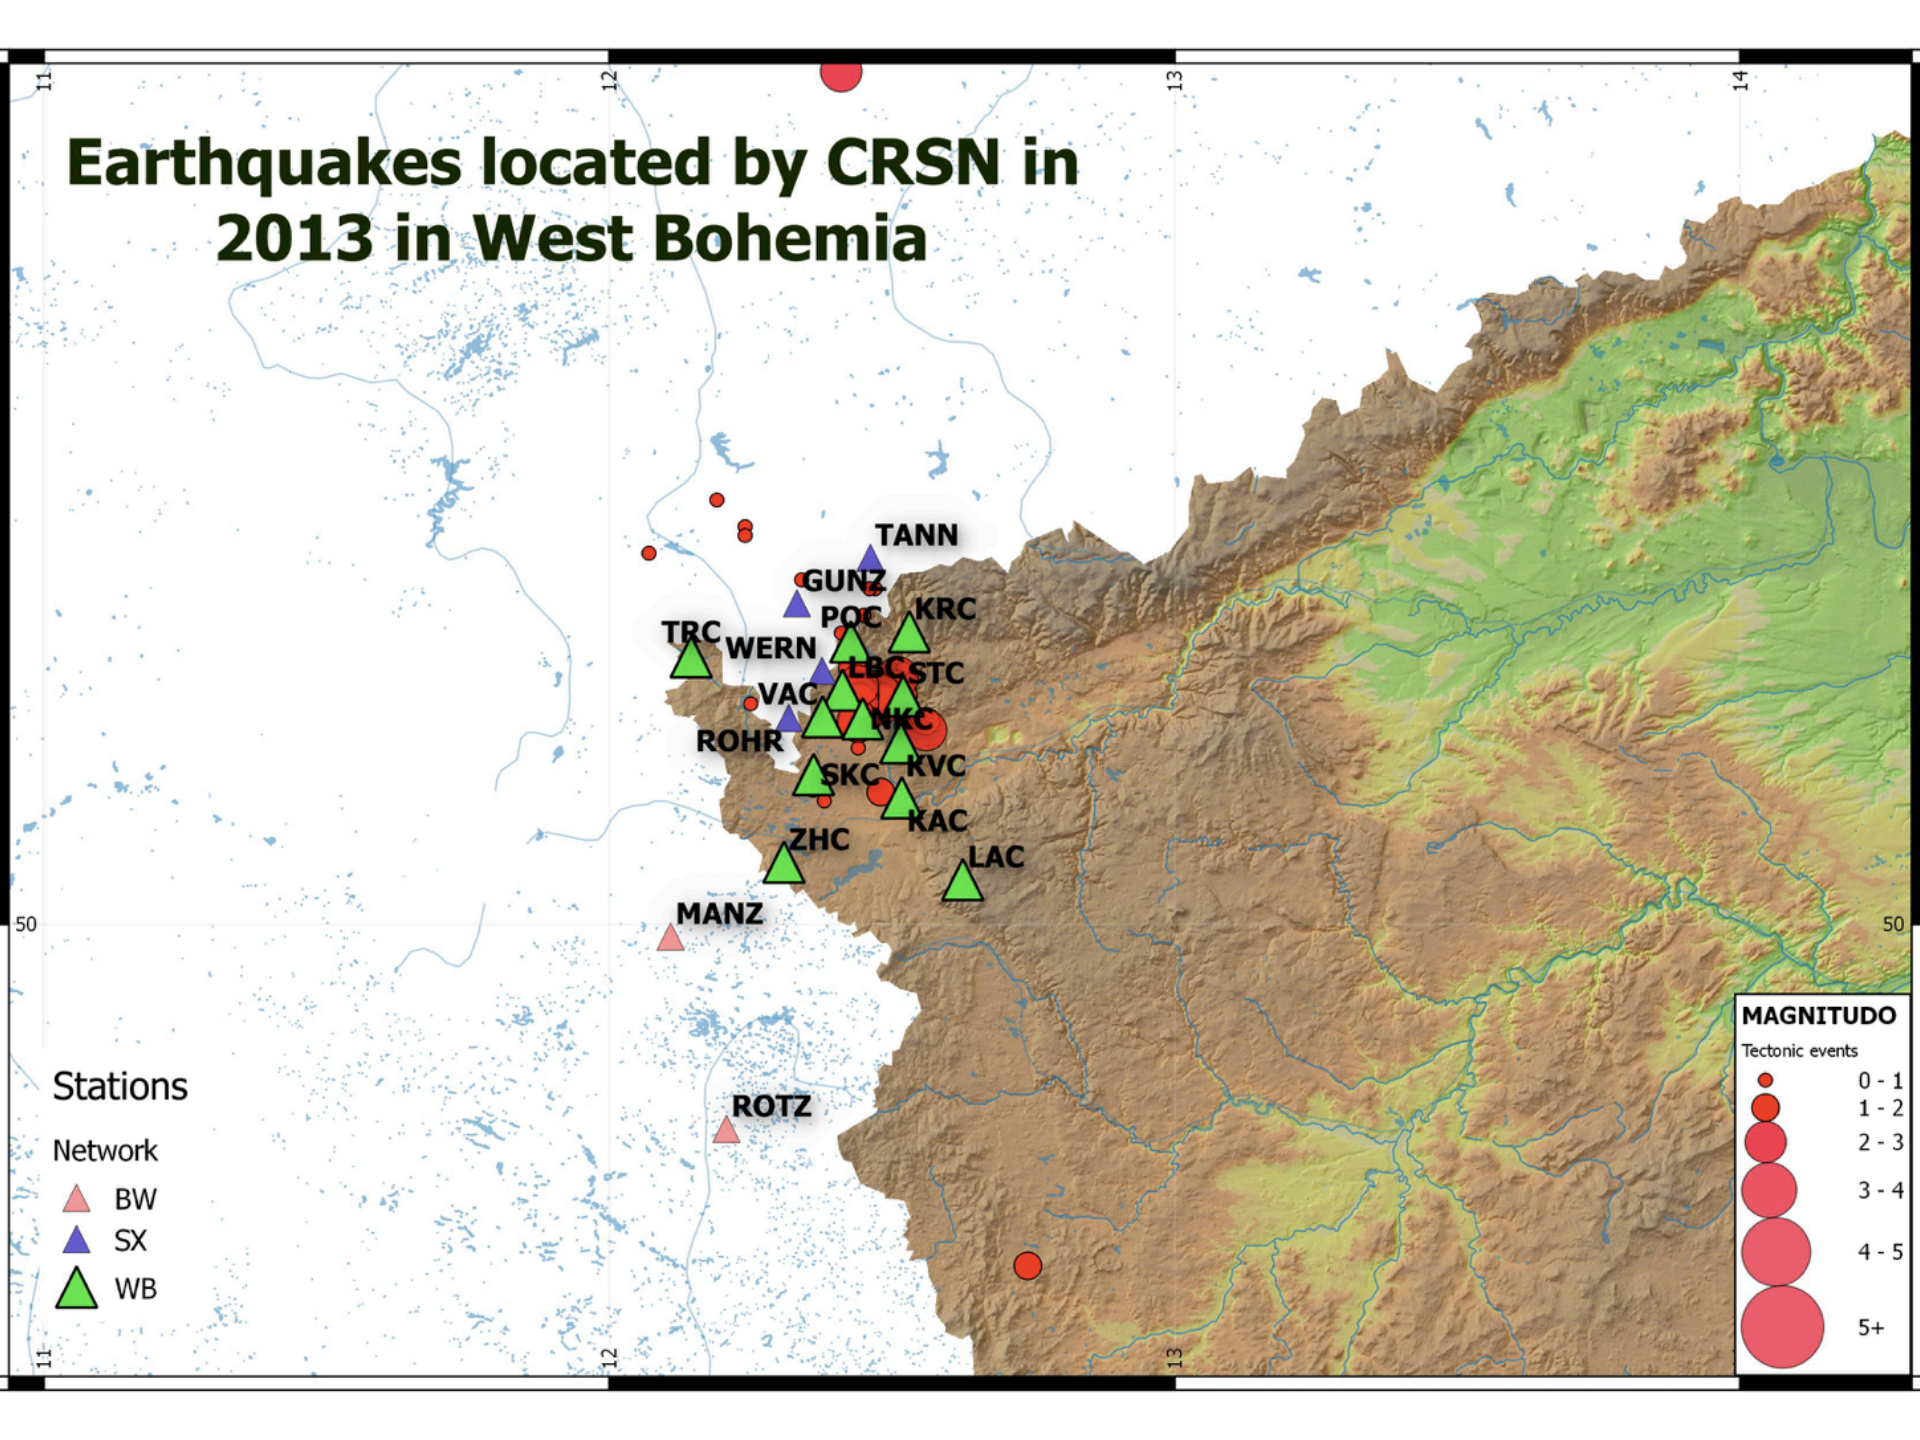 11
12
13
14
Earthquakes located by CRSN in
2013 in West Bohemia
TANN
GUNZ
KRC
POC
TRC
WERN
LBC
STC
VAC
NKC
ROHR
KVC
SKC
KAC
ZHC
LAC
MANZ
50
50
ROTZ
Stations
Network
BW
SX
WB
MAGNITUDO
Tectonic events
0 - 1
1 - 2
2 - 3
3 - 4
4 - 5
5+
11
12
13